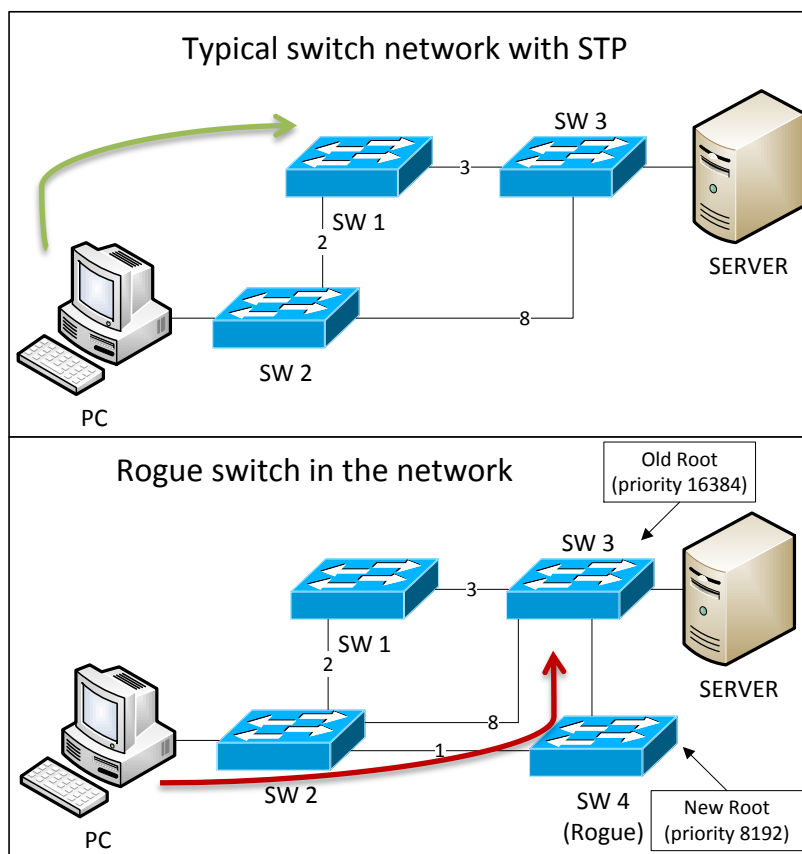 Typical switch network with STP
SW 3
3
SW 1
2
SERVER
8
SW 2
PC
Rogue switch in the network
Old Root
(priority 16384)
SW 3
3
SW 1
2
SERVER
8
1
SW 2
SW 4
(Rogue)
PC
New Root
(priority 8192)